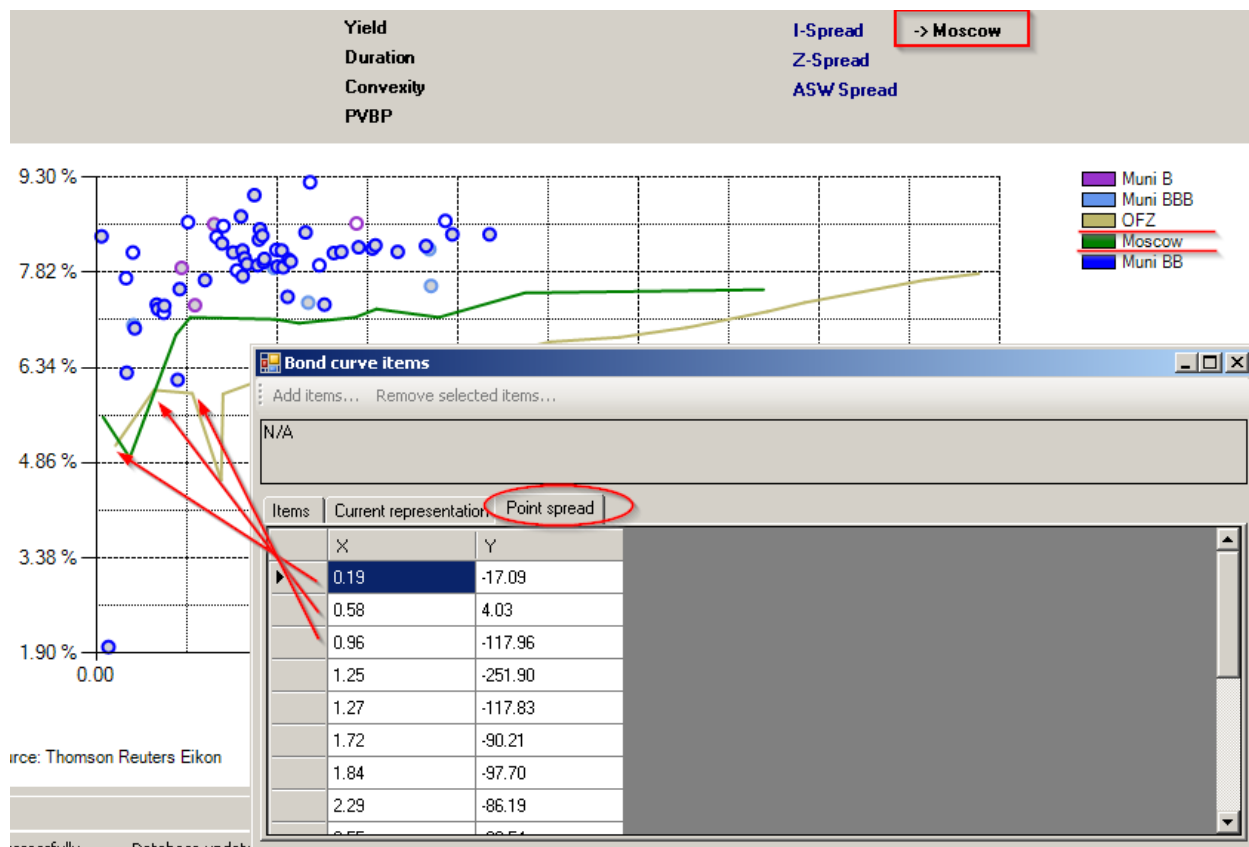 Yield I-Spread -> Moscow
Duration Z-Spread
Convexity ASW Spread
PVBP
9.30 %
Muni B
Muni BBB
OFZ
Moscow
Muni BB
7.82 %
6.34 %
4.86 %
3.38 %
1.90 %
0.00
Bond curve items
Add items... Remove selected items...
N/A
Items Current representation Point spread
X Y
0.19 -17.09
0.58 4.03
0.96 -117.96
1.25 -251.90
1.27 -117.83
1.72 -90.21
1.84 -97.70
2.29 -86.19
urce: Thomson Reuters Eikon